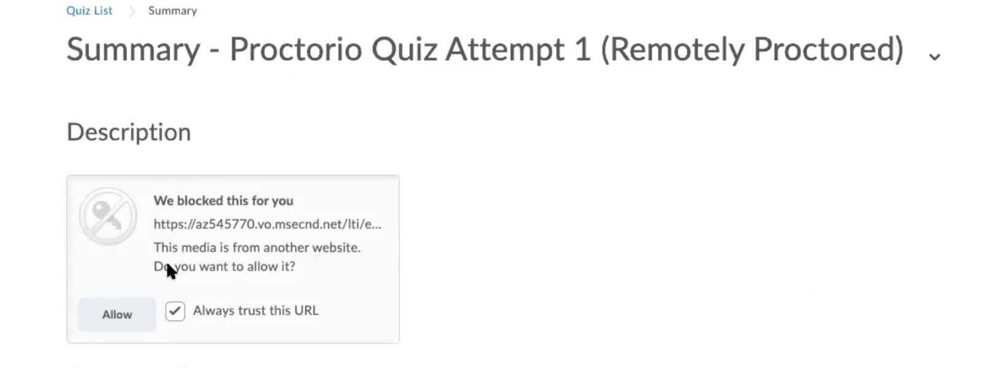 Quiz List > Summary
Summary - Proctorio Quiz Attempt 1 (Remotely Proctored)
Description
We blocked this for you
https://az545770.vo.msecnd.net/lti/e...
This media is from another website.
Do you want to allow it?
Allow
Always trust this URL